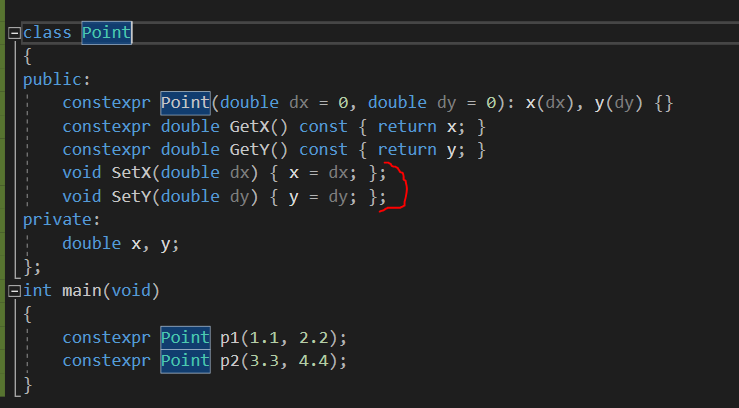 class Point
{
public:
constexpr Point(double dx = 0, double dy = 0): x(dx), y(dy) {}
constexpr double GetX() const { return x; }
constexpr double GetY() const { return y; }
void SetX(double dx) { x = dx; };
void SetY(double dy) { y = dy; };
private:
double x, y;
};
int main(void)
{
constexpr Point p1(1.1, 2.2);
constexpr Point p2(3.3, 4.4);
}